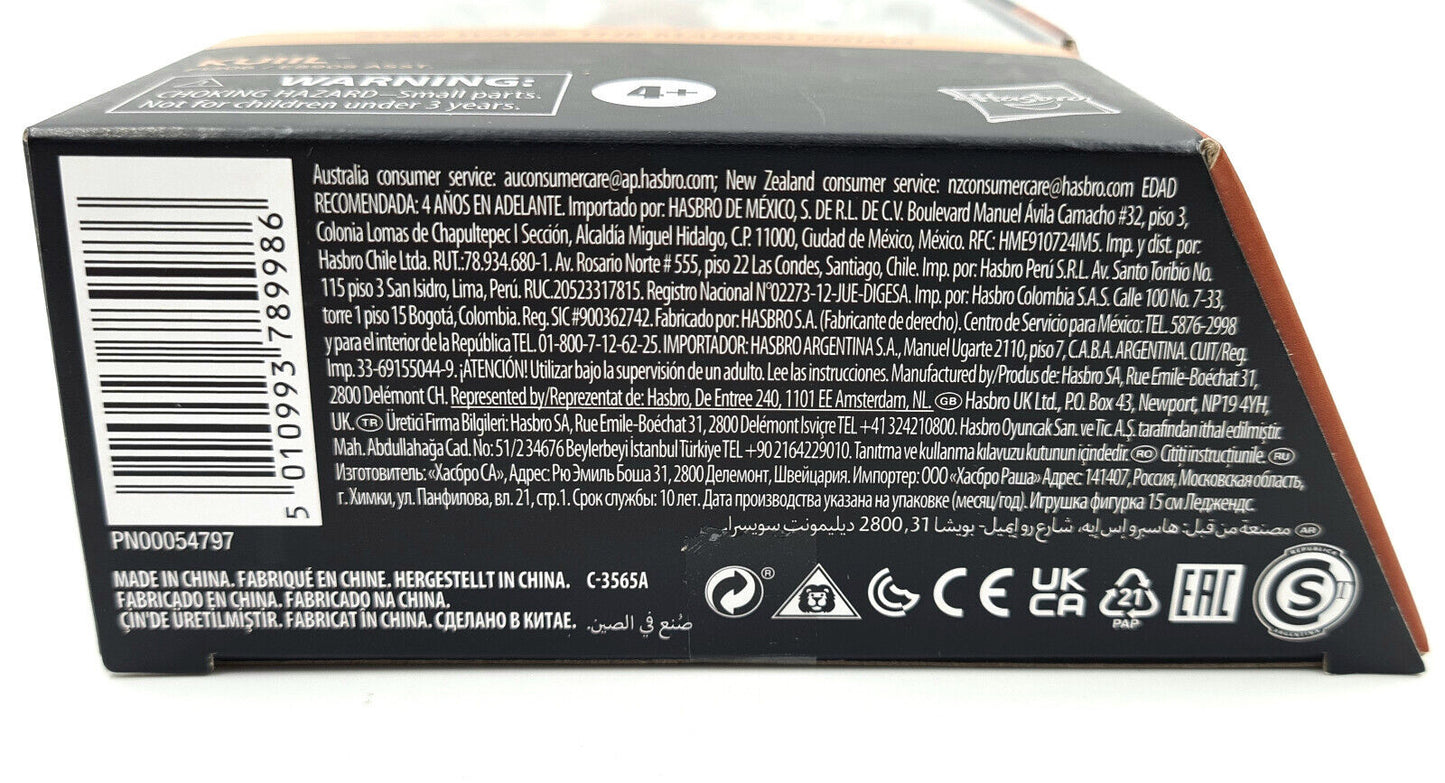 KUIIL
ASST.
WARNING:
CHOKING HAZARD—Small parts.
Not for children under 3 years.
4+
Hasbro
5 010993 789986
PN00054797
Australia consumer service: auconsumercare@ap.hasbro.com; New Zealand consumer service: nzconsumercare@hasbro.com EDAD
RECOMENDADA: 4 AÑOS EN ADELANTE. Importado por: HASBRO DE MÉXICO, S. DE R.L. DE C.V. Boulevard Manuel Ávila Camacho #32, piso 3,
Colonia Lomas de Chapultepec I Sección, Alcaldía Miguel Hidalgo, C.P. 11000, Ciudad de México, México. RFC: HME910724IM5. Imp. y dist. por:
Hasbro Chile Ltda. RUT.:78.934.680-1. Av. Rosario Norte # 555, piso 22 Las Condes, Santiago, Chile. Imp. por: Hasbro Perú S.R.L. Av. Santo Toribio No.
115 piso 3 San Isidro, Lima, Perú. RUC.20523317815. Registro Nacional N°02273-12-JUE-DIGESA. Imp. por: Hasbro Colombia S.A.S. Calle 100 No. 7-33,
torre 1 piso 15 Bogotá, Colombia. Reg. SIC #900362742. Fabricado por: HASBRO S.A. (Fabricante de derecho). Centro de Servicio para México: TEL. 5876-2998
y para el interior de la República TEL. 01-800-7-12-62-25. IMPORTADOR: HASBRO ARGENTINA S.A., Manuel Ugarte 2110, piso 7, C.A.B.A. ARGENTINA. CUIT/Reg.
Imp. 33-69155044-9. ¡ATENCIÓN! Utilizar bajo la supervisión de un adulto. Lee las instrucciones. Manufactured by/Produs de: Hasbro SA, Rue Emile-Boéchat 31,
2800 Delémont CH. Represented by/Reprezentat de: Hasbro, De Entree 240, 1101 EE Amsterdam, NL. GB Hasbro UK Ltd., P.O. Box 43, Newport, NP19 4YH,
UK. TR Üretici Firma Bilgileri: Hasbro SA, Rue Emile-Boéchat 31, 2800 Delémont İsviçre TEL +41 324210800. Hasbro Oyuncak San. ve Tic. A.Ş. tarafından ithal edilmiştir.
Mah. Abdullahağa Cad. No: 51/2 34676 Beylerbeyi İstanbul Türkiye TEL +90 2164229010. Tanıtma ve kullanma kılavuzu kutunun içindedir. RO Citiți instrucțiunile. RU
Изготовитель: «Хасбро СА», Адрес: Рю Эмиль Боша 31, 2800 Делемонт, Швейцария. Импортер: ООО «Хасбро Раша» Адрес: 141407, Россия, Московская область,
г. Химки, ул. Панфилова, вл. 21, стр.1. Срок службы: 10 лет. Дата производства указана на упаковке (месяц/год). Игрушка фигурка 15 см Леджендс
AR مصنعة من قبل: هاسبرو إس إيه، شارع رو إيميل- بويشا 31, 2800 ديليمونت سويسرا.
MADE IN CHINA. FABRIQUÉ EN CHINE. HERGESTELLT IN CHINA. C-3565A
FABRICADO EN CHINA. FABRICADO NA CHINA.
ÇİN'DE ÜRETİLMİŞTİR. FABRICAT ÎN CHINA. СДЕЛАНО В КИТАЕ. صُنع في الصين.
®
CE
UK
CA
21
PAP
EAC
REPUBLICA
S
T
ARGENTINA